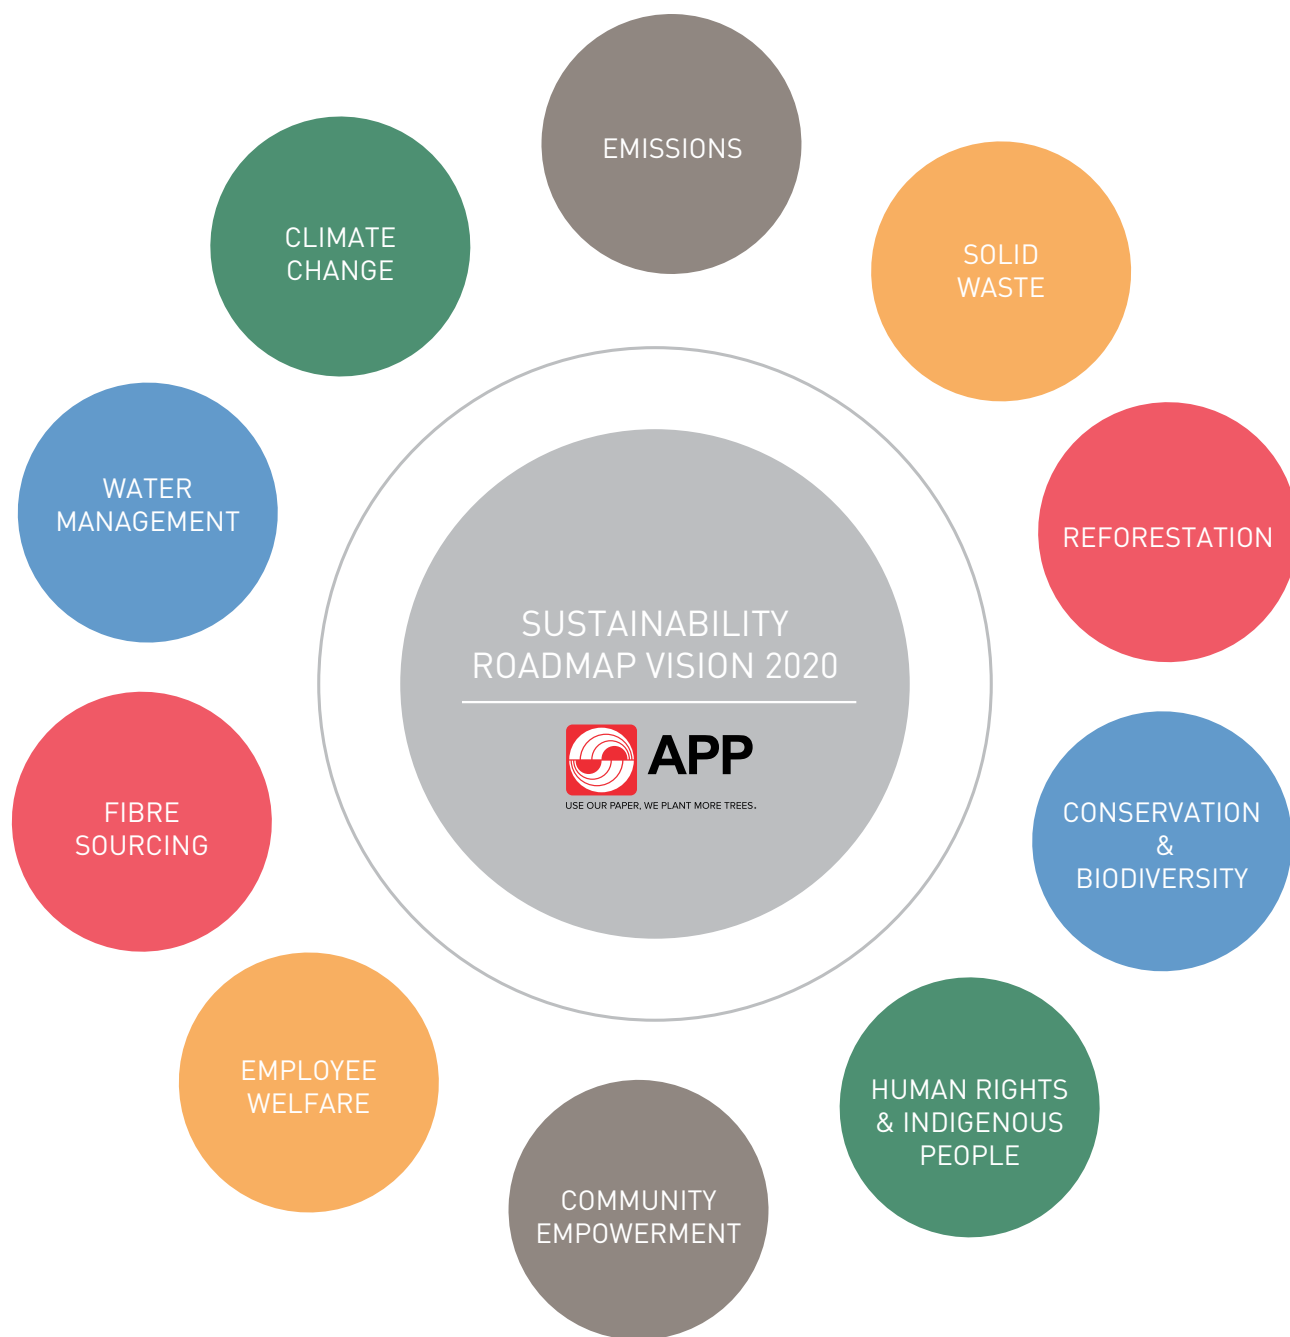 EMISSIONS
CLIMATE
CHANGE
SOLID
WASTE
WATER
MANAGEMENT
REFORESTATION
SUSTAINABILITY
ROADMAP VISION 2020
APP
USE OUR PAPER, WE PLANT MORE TREES.
FIBRE
SOURCING
CONSERVATION
&
BIODIVERSITY
EMPLOYEE
WELFARE
HUMAN RIGHTS
& INDIGENOUS
PEOPLE
COMMUNITY
EMPOWERMENT